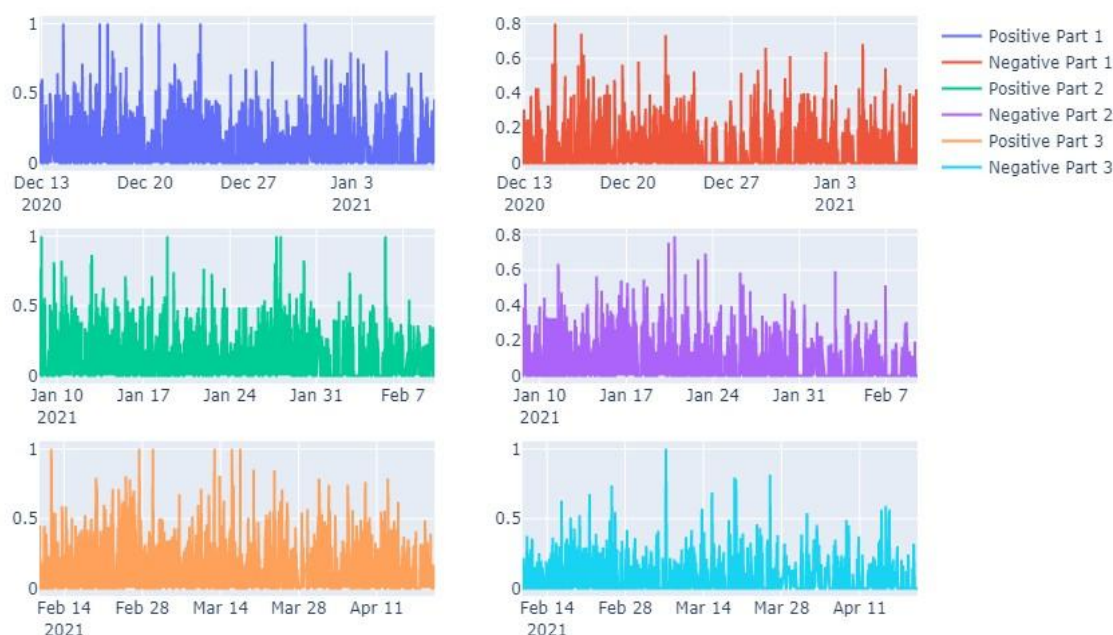 1
0.5
0
Dec 13
2020
Dec 20
Dec 27
Jan 3
2021
0.8
0.6
0.4
0.2
0
Dec 13
2020
Dec 20
Dec 27
Jan 3
2021
Positive Part 1
Negative Part 1
Positive Part 2
Negative Part 2
Positive Part 3
Negative Part 3
1
0.5
0
Jan 10
2021
Jan 17
Jan 24
Jan 31
Feb 7
0.8
0.6
0.4
0.2
0
Jan 10
2021
Jan 17
Jan 24
Jan 31
Feb 7
1
0.5
0
Feb 14
2021
Feb 28
Mar 14
Mar 28
Apr 11
1
0.5
0
Feb 14
2021
Feb 28
Mar 14
Mar 28
Apr 11